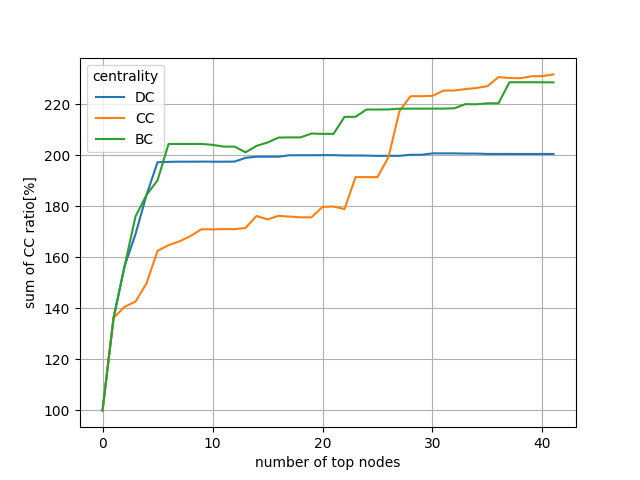 centrality
DC
CC
BC
220
200
180
160
140
120
100
sum of CC ratio[%]
0 10 20 30 40
number of top nodes